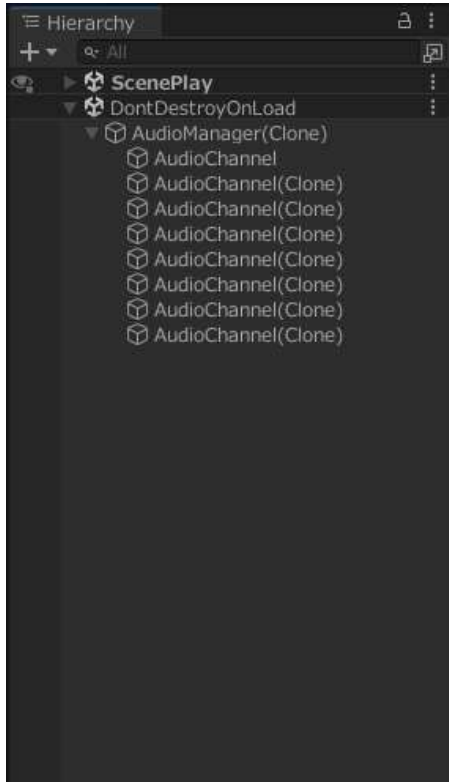 Hierarchy
All
ScenePlay
DontDestroyOnLoad
AudioManager(Clone)
AudioChannel
AudioChannel(Clone)
AudioChannel(Clone)
AudioChannel(Clone)
AudioChannel(Clone)
AudioChannel(Clone)
AudioChannel(Clone)
AudioChannel(Clone)